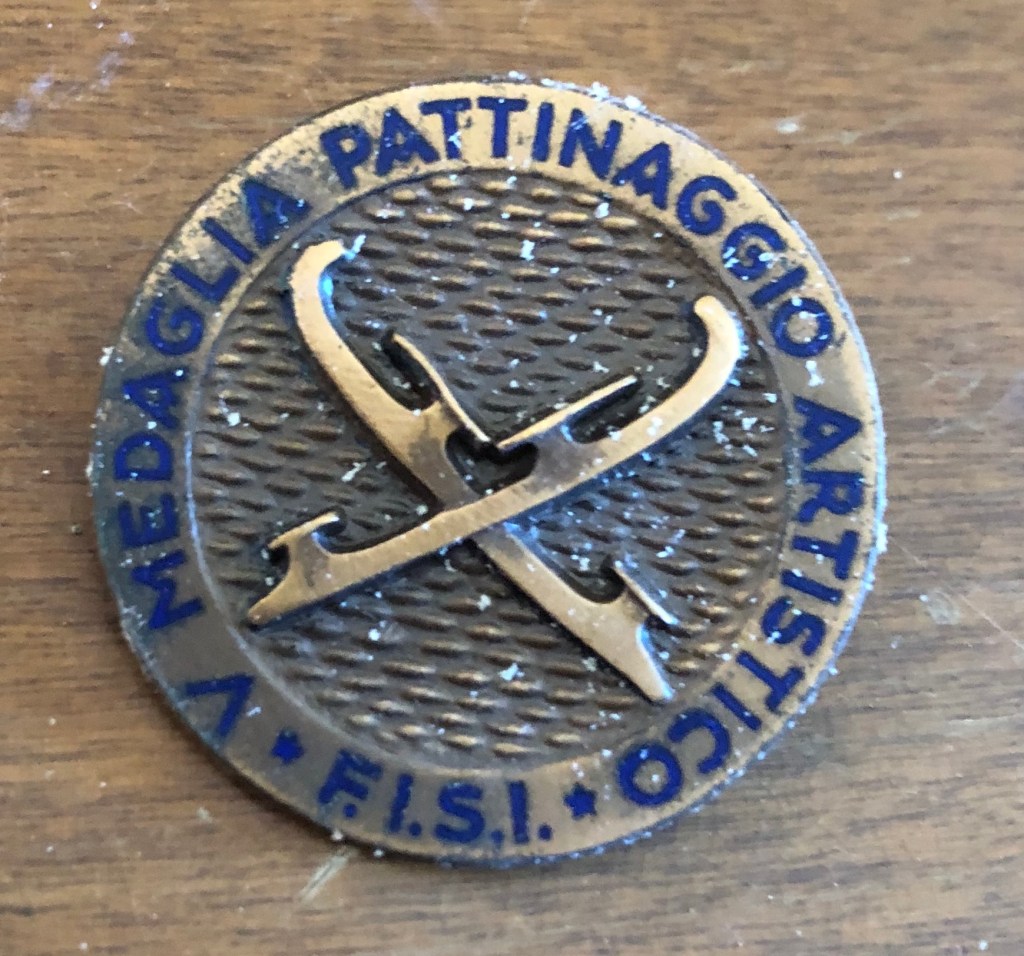 V MEDAGLIA PATTINAGGIO ARTISTICO
★ F.I.S.I. ★